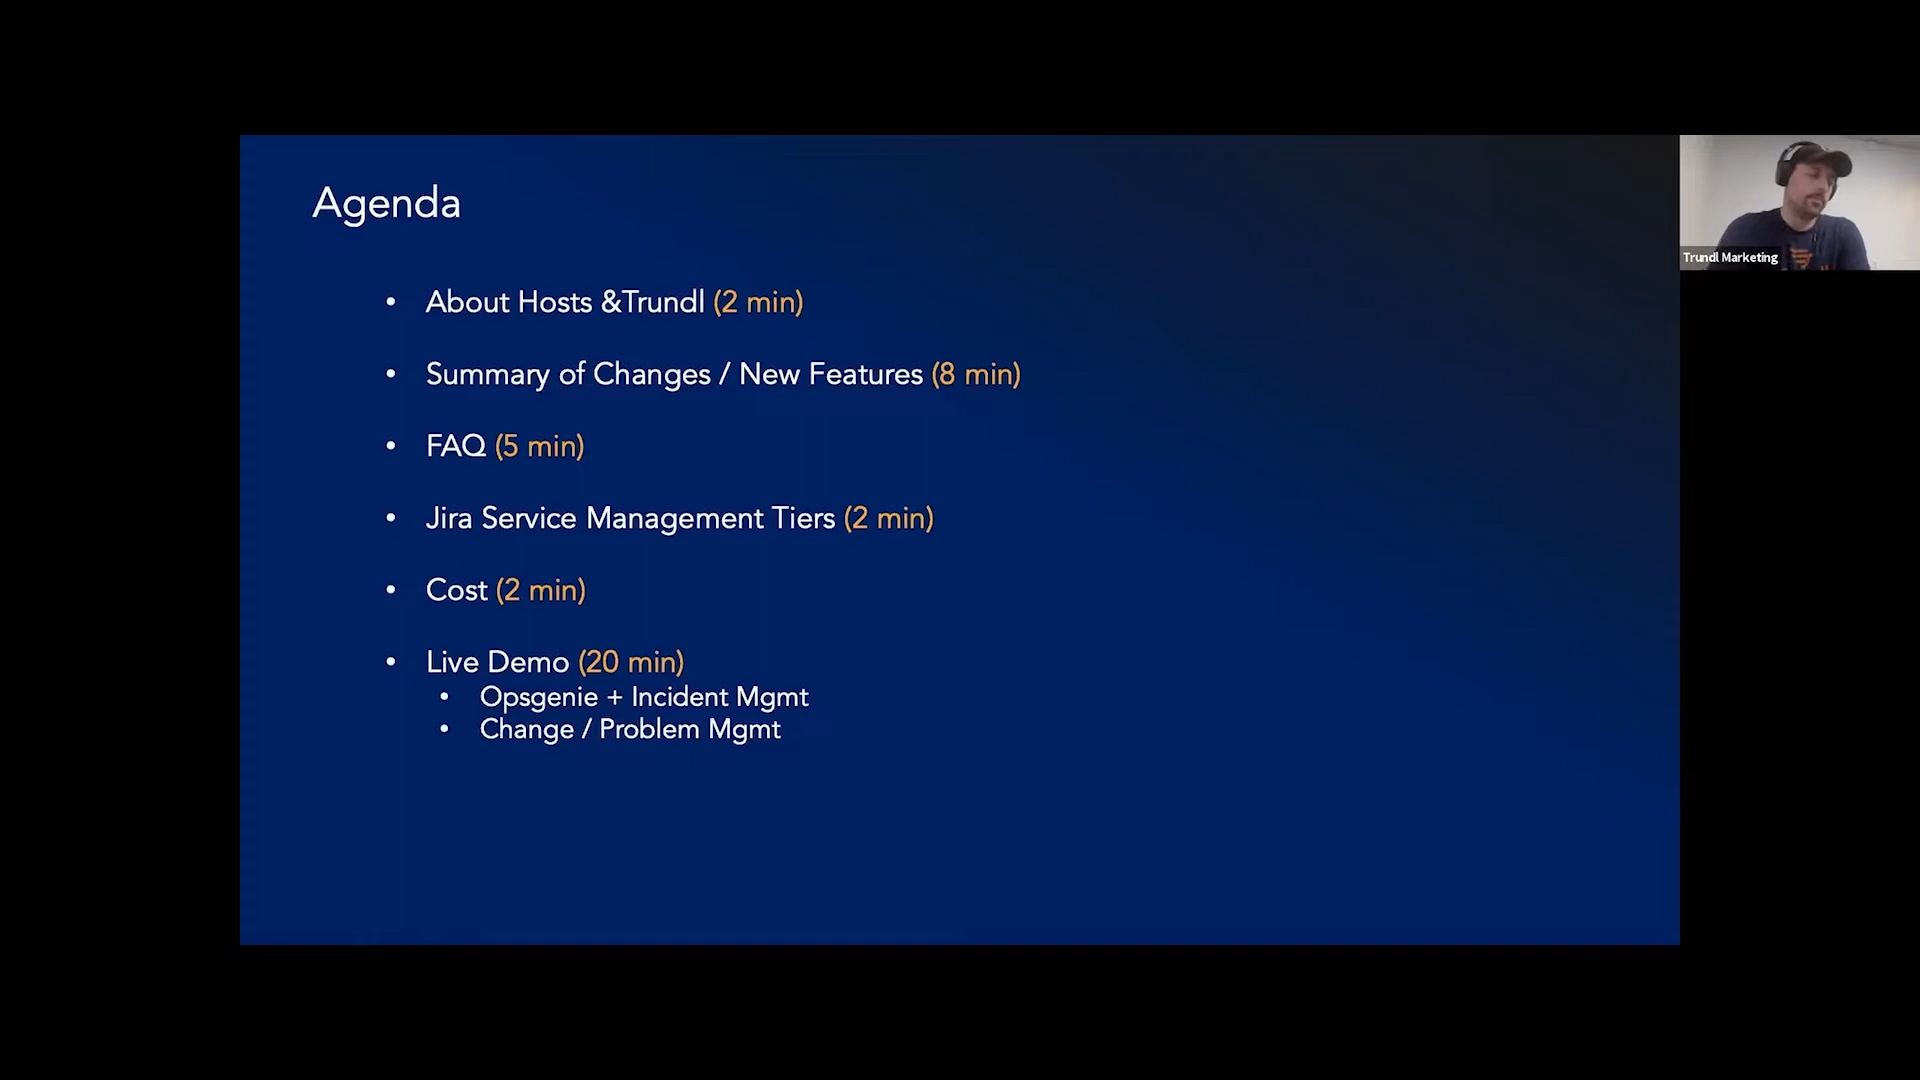 Agenda
• About Hosts &Trundl (2 min)
• Summary of Changes / New Features (8 min)
• FAQ (5 min)
• Jira Service Management Tiers (2 min)
• Cost (2 min)
• Live Demo (20 min)
• Opsgenie + Incident Mgmt
• Change / Problem Mgmt
Trundl Marketing